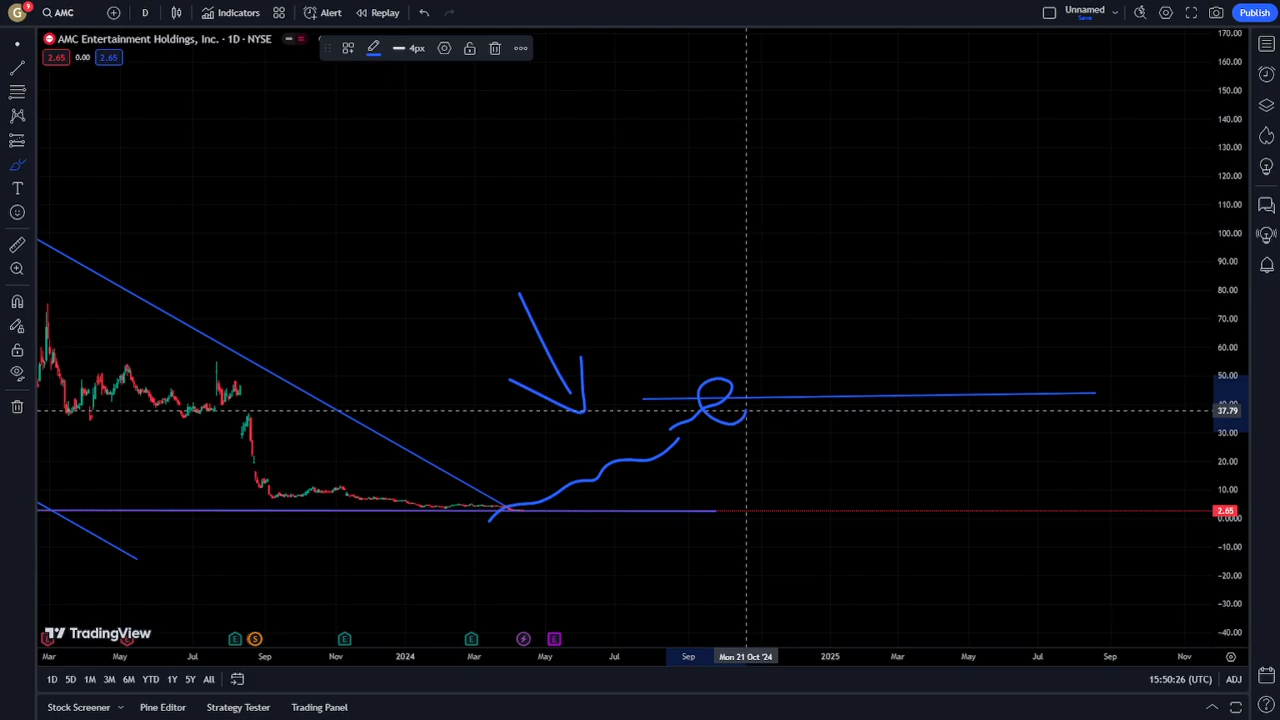 G 9 AMC D Indicators Alert Replay Unnamed Save Publish
AMC Entertainment Holdings, Inc. · 1D · NYSE
4px
2.65 0.00 2.65
170.00
160.00
150.00
140.00
130.00
120.00
110.00
100.00
90.00
80.00
70.00
60.00
50.00
40.00
37.79
30.00
20.00
10.00
2.65
0.0000
−10.00
−20.00
−30.00
−40.00
TradingView
E E S E E E
Mar May Jul Sep Nov 2024 Mar May Jul Sep Mon 21 Oct '24 2025 Mar May Jul Sep Nov
1D 5D 1M 3M 6M YTD 1Y 5Y All 15:50:26 (UTC) ADJ
Stock Screener Pine Editor Strategy Tester Trading Panel